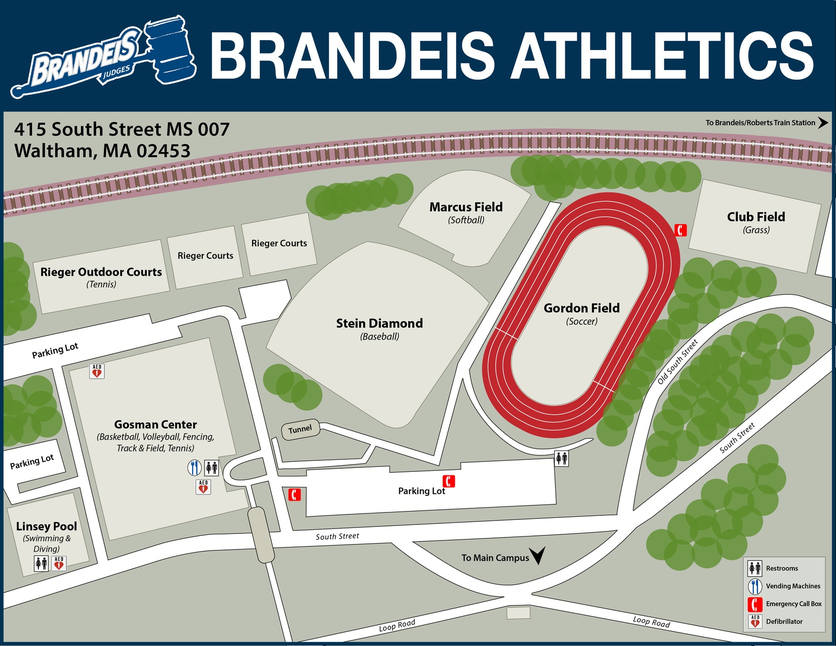 BRANDEIS
JUDGES
BRANDEIS ATHLETICS
415 South Street MS 007
Waltham, MA 02453
To Brandeis/Roberts Train Station
Marcus Field
(Softball)
Club Field
(Grass)
Rieger Courts
Rieger Courts
Rieger Outdoor Courts
(Tennis)
Gordon Field
(Soccer)
Stein Diamond
(Baseball)
Parking Lot
AED
Old South Street
Gosman Center
(Basketball, Volleyball, Fencing,
Track & Field, Tennis)
Tunnel
South Street
Parking Lot
AED
Parking Lot
Linsey Pool
(Swimming &
Diving)
AED
South Street
To Main Campus
Loop Road
Loop Road
Restrooms
Vending Machines
Emergency Call Box
AED
Defibrillator